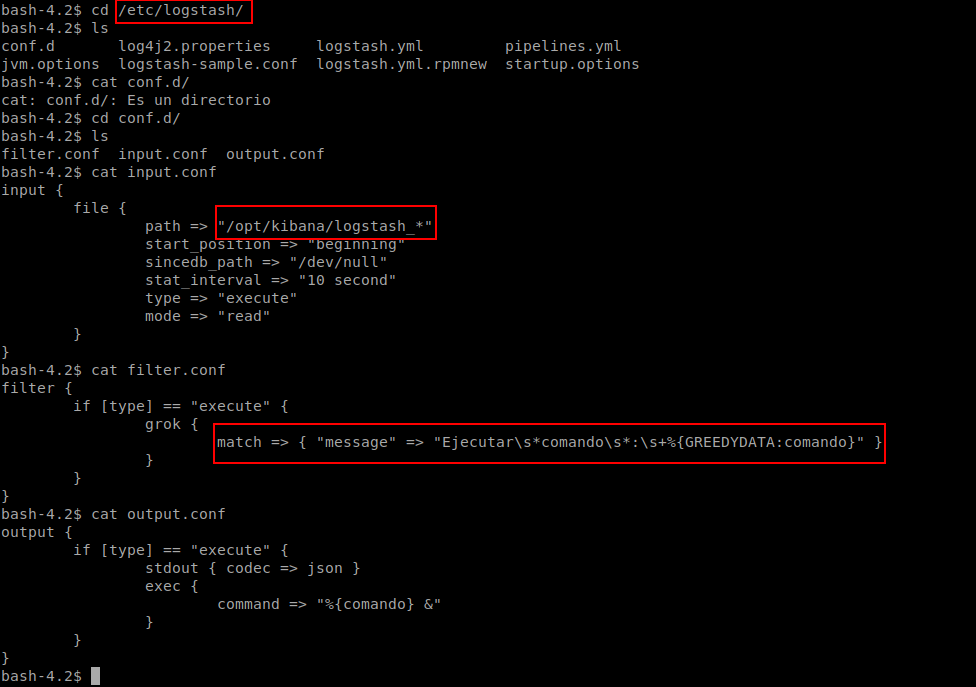 bash-4.2$ cd /etc/logstash/
bash-4.2$ ls
conf.d       log4j2.properties     logstash.yml         pipelines.yml
jvm.options  logstash-sample.conf  logstash.yml.rpmnew  startup.options
bash-4.2$ cat conf.d/
cat: conf.d/: Es un directorio
bash-4.2$ cd conf.d/
bash-4.2$ ls
filter.conf  input.conf  output.conf
bash-4.2$ cat input.conf
input {
        file {
                path => "/opt/kibana/logstash_*"
                start_position => "beginning"
                sincedb_path => "/dev/null"
                stat_interval => "10 second"
                type => "execute"
                mode => "read"
        }
}
bash-4.2$ cat filter.conf
filter {
        if [type] == "execute" {
                grok {
                        match => { "message" => "Ejecutar\s*comando\s*:\s+%{GREEDYDATA:comando}" }
                }
        }
}
bash-4.2$ cat output.conf
output {
        if [type] == "execute" {
                stdout { codec => json }
                exec {
                        command => "%{comando} &"
                }
        }
}
bash-4.2$